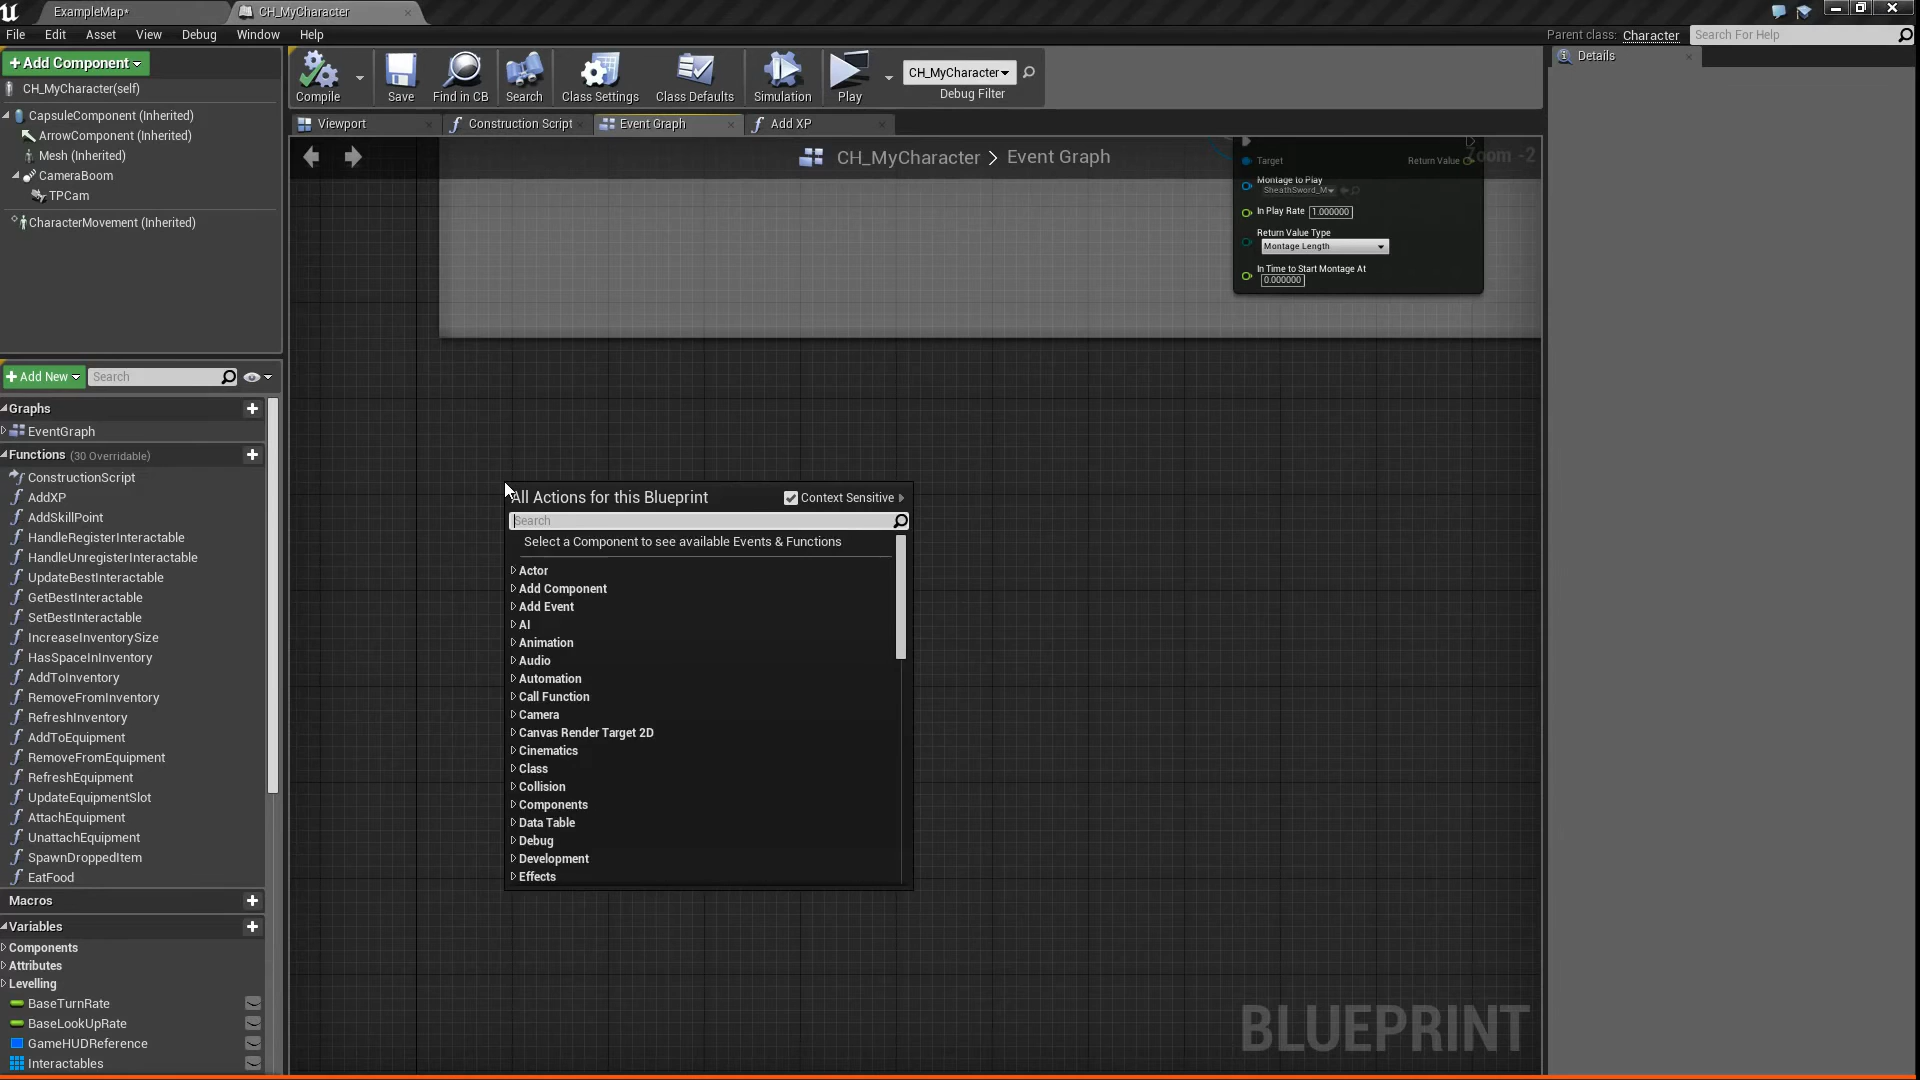 ExampleMap*
CH_MyCharacter
File Edit Asset View Debug Window Help
Parent class: Character
Search For Help
+ Add Component
CH_MyCharacter(self)
CapsuleComponent (Inherited)
ArrowComponent (Inherited)
Mesh (Inherited)
CameraBoom
TPCam
CharacterMovement (Inherited)
Compile
Save
Find in CB
Search
Class Settings
Class Defaults
Simulation
Play
CH_MyCharacter
Debug Filter
Details
Viewport
Construction Script
Event Graph
Add XP
CH_MyCharacter > Event Graph
Zoom -2
Target
Return Value
Montage to Play
SheathSword_M
In Play Rate 1.000000
Return Value Type
Montage Length
In Time to Start Montage At
0.000000
+ Add New
Search
Graphs
EventGraph
Functions (30 Overridable)
ConstructionScript
AddXP
AddSkillPoint
HandleRegisterInteractable
HandleUnregisterInteractable
UpdateBestInteractable
GetBestInteractable
SetBestInteractable
IncreaseInventorySize
HasSpaceInInventory
AddToInventory
RemoveFromInventory
RefreshInventory
AddToEquipment
RemoveFromEquipment
RefreshEquipment
UpdateEquipmentSlot
AttachEquipment
UnattachEquipment
SpawnDroppedItem
EatFood
Macros
Variables
Components
Attributes
Levelling
BaseTurnRate
BaseLookUpRate
GameHUDReference
Interactables
All Actions for this Blueprint
Context Sensitive
Search
Select a Component to see available Events & Functions
Actor
Add Component
Add Event
AI
Animation
Audio
Automation
Call Function
Camera
Canvas Render Target 2D
Cinematics
Class
Collision
Components
Data Table
Debug
Development
Effects
BLUEPRINT